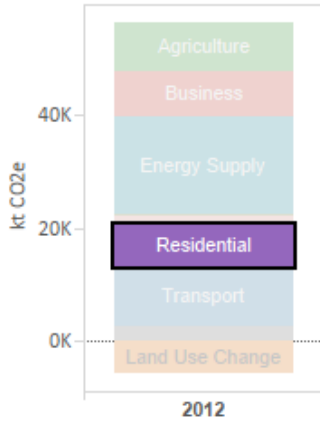 Agriculture
Business
40K
Energy Supply
kt CO2e
20K
Residential
Transport
0K
Land Use Change
2012